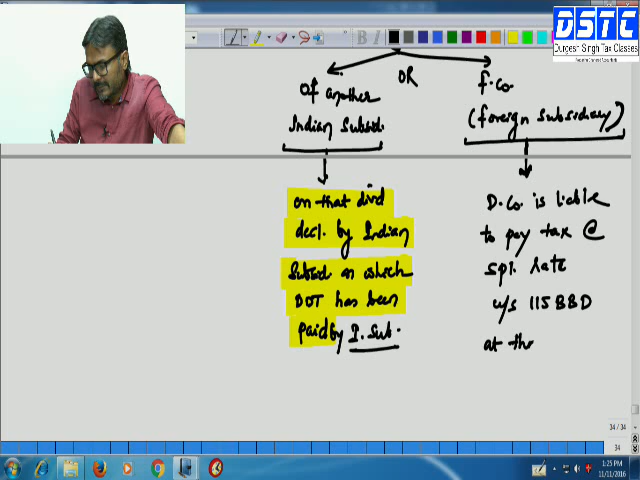 DSTC
Durgesh Singh Tax Classes
B I
OR
Of another
Indian Subsid.
f. Co.
(foreign subsidiary)
on that divd
decl. by Indian
Subsid on which
DDT has been
paid by I. Sub.
D. Co. is liable
to pay tax @
spl. rate
u/s 115BBD
at the
34 / 34
34
1:25 PM
11/11/2016